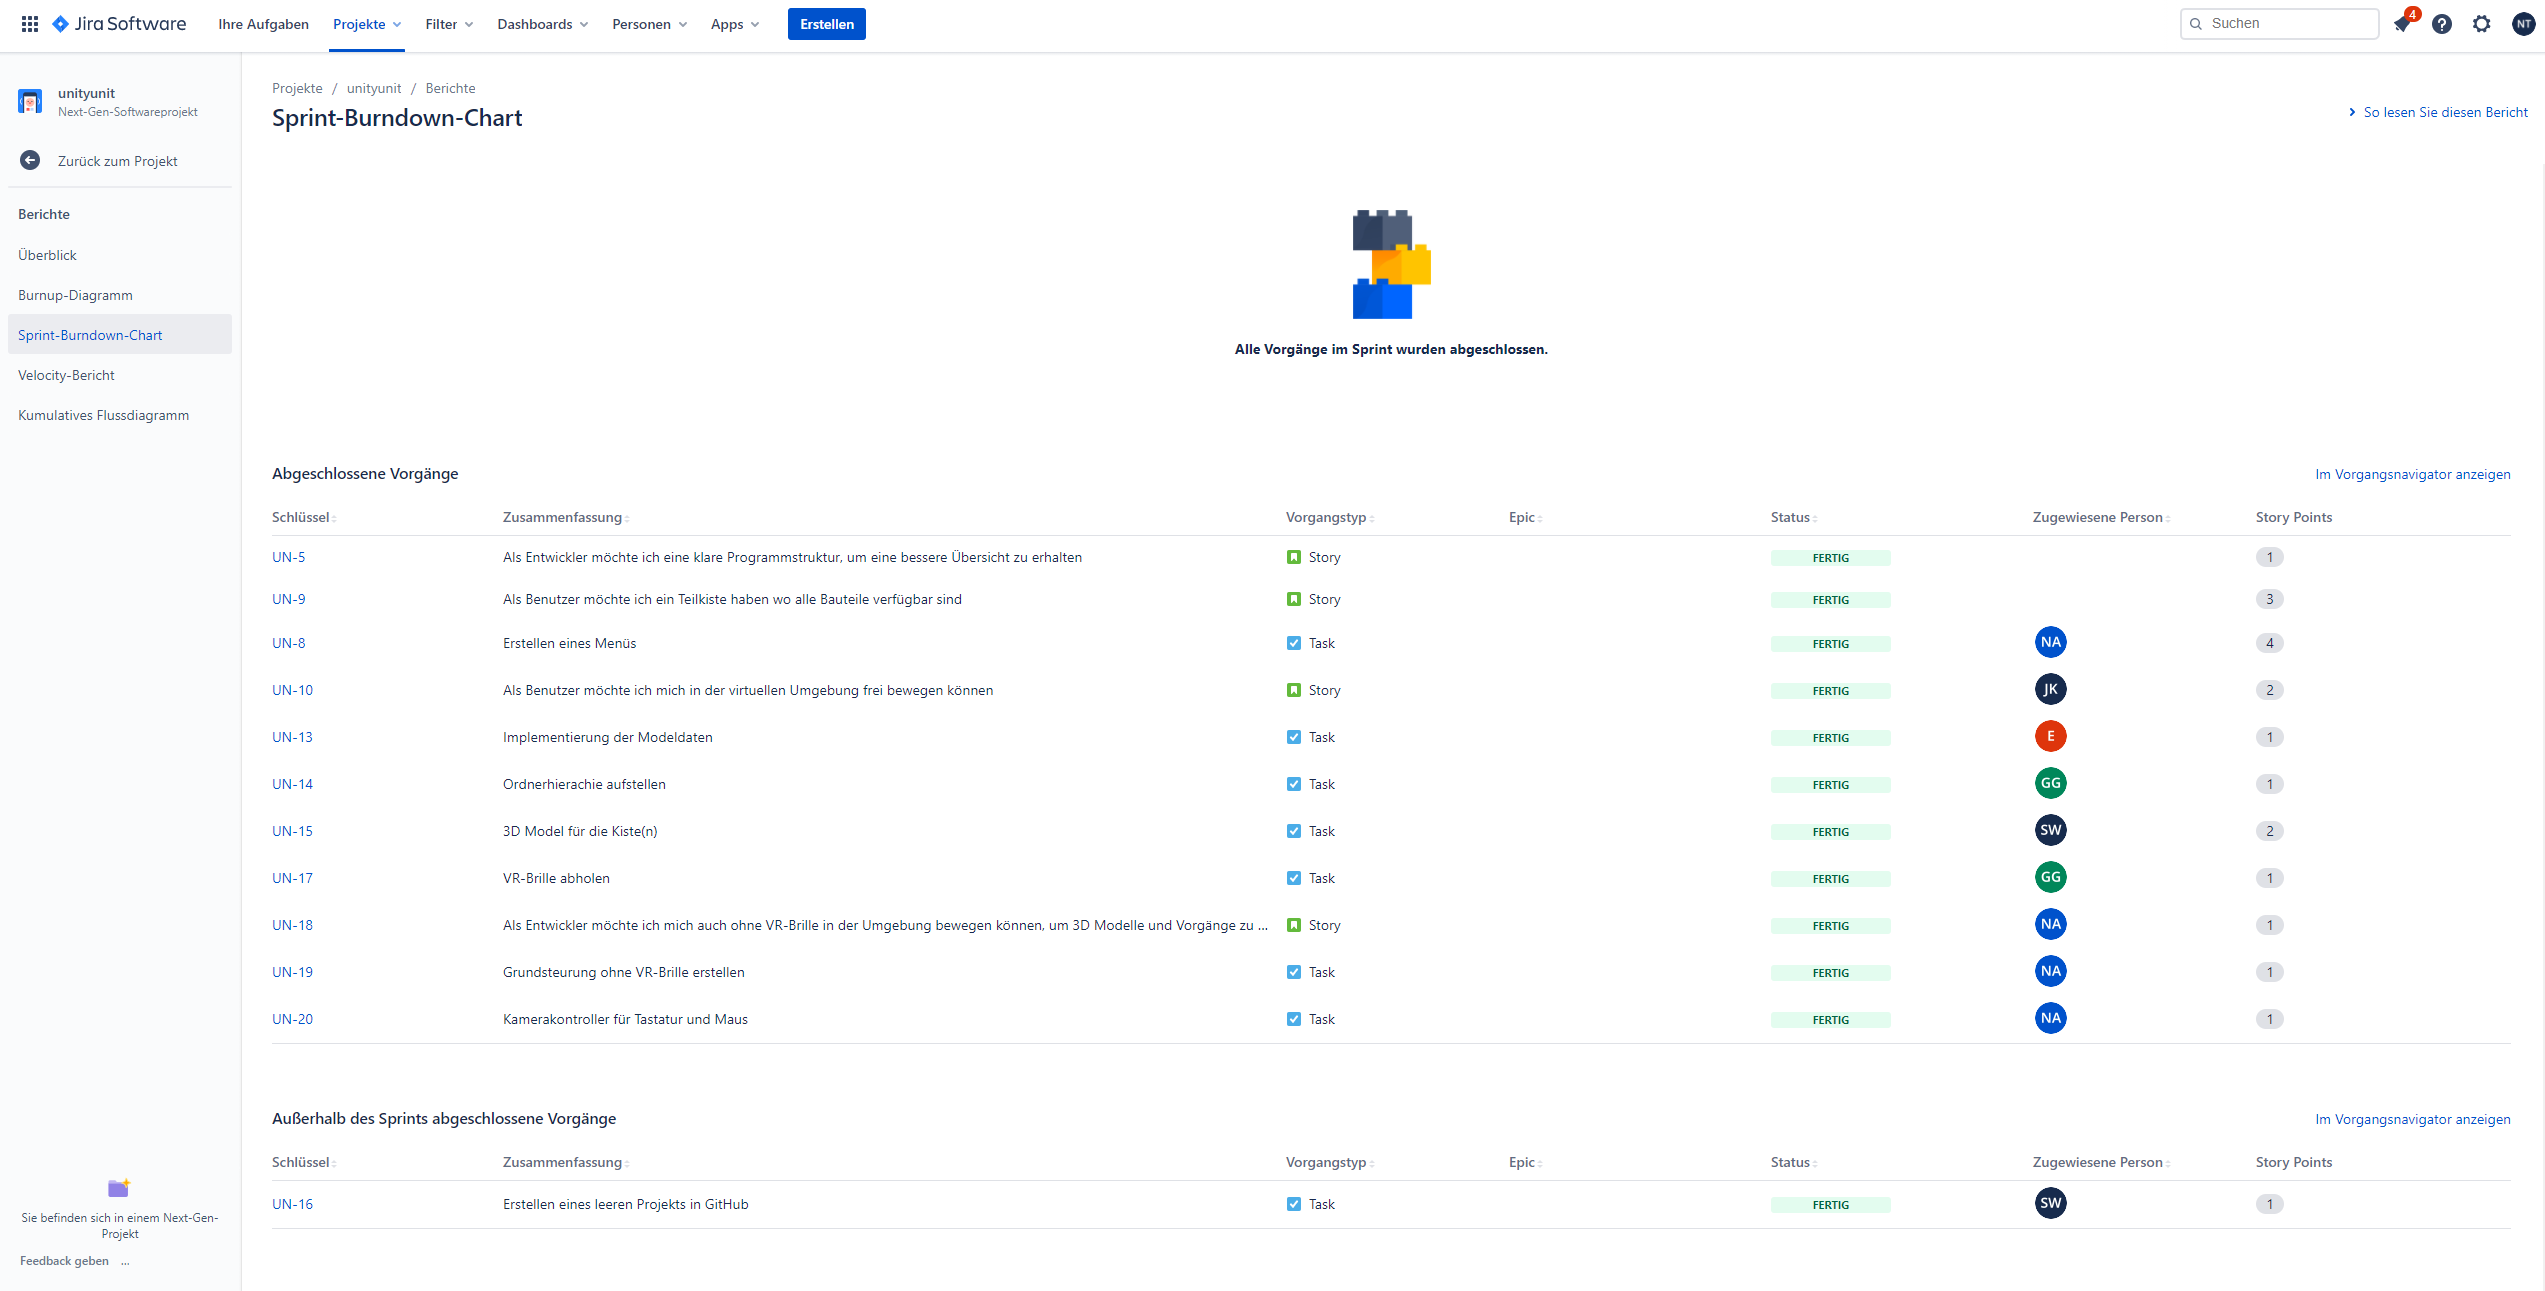 Jira Software Ihre Aufgaben Projekte Filter Dashboards Personen Apps Erstellen Suchen 4 NT
unityunit
Next-Gen-Softwareprojekt
Zurück zum Projekt
Berichte
Überblick
Burnup-Diagramm
Sprint-Burndown-Chart
Velocity-Bericht
Kumulatives Flussdiagramm
Sie befinden sich in einem Next-Gen-
Projekt
Feedback geben ...
Projekte / unityunit / Berichte
Sprint-Burndown-Chart
So lesen Sie diesen Bericht
Alle Vorgänge im Sprint wurden abgeschlossen.
Abgeschlossene Vorgänge Im Vorgangsnavigator anzeigen
Schlüssel Zusammenfassung Vorgangstyp Epic Status Zugewiesene Person Story Points
UN-5 Als Entwickler möchte ich eine klare Programmstruktur, um eine bessere Übersicht zu erhalten Story FERTIG 1
UN-9 Als Benutzer möchte ich ein Teilkiste haben wo alle Bauteile verfügbar sind Story FERTIG 3
UN-8 Erstellen eines Menüs Task FERTIG NA 4
UN-10 Als Benutzer möchte ich mich in der virtuellen Umgebung frei bewegen können Story FERTIG JK 2
UN-13 Implementierung der Modeldaten Task FERTIG E 1
UN-14 Ordnerhierachie aufstellen Task FERTIG GG 1
UN-15 3D Model für die Kiste(n) Task FERTIG SW 2
UN-17 VR-Brille abholen Task FERTIG GG 1
UN-18 Als Entwickler möchte ich mich auch ohne VR-Brille in der Umgebung bewegen können, um 3D Modelle und Vorgänge zu ... Story FERTIG NA 1
UN-19 Grundsteurung ohne VR-Brille erstellen Task FERTIG NA 1
UN-20 Kamerakontroller für Tastatur und Maus Task FERTIG NA 1
Außerhalb des Sprints abgeschlossene Vorgänge Im Vorgangsnavigator anzeigen
Schlüssel Zusammenfassung Vorgangstyp Epic Status Zugewiesene Person Story Points
UN-16 Erstellen eines leeren Projekts in GitHub Task FERTIG SW 1